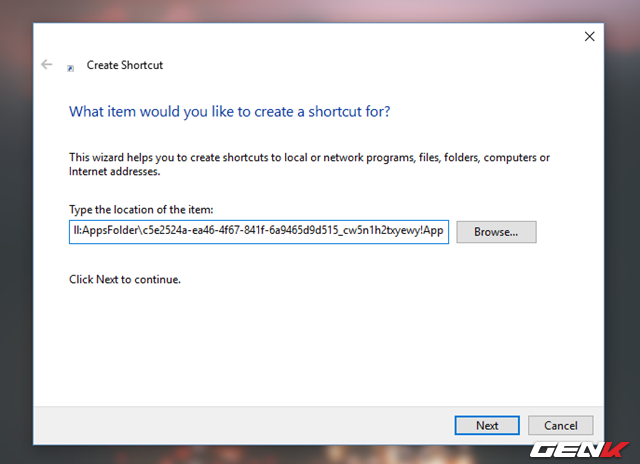 Create Shortcut
What item would you like to create a shortcut for?
This wizard helps you to create shortcuts to local or network programs, files, folders, computers or
Internet addresses.
Type the location of the item:
ll:AppsFolder\c5e2524a-ea46-4f67-841f-6a9465d9d515_cw5n1h2txyewy!App
Browse...
Click Next to continue.
Next
Cancel
GENK